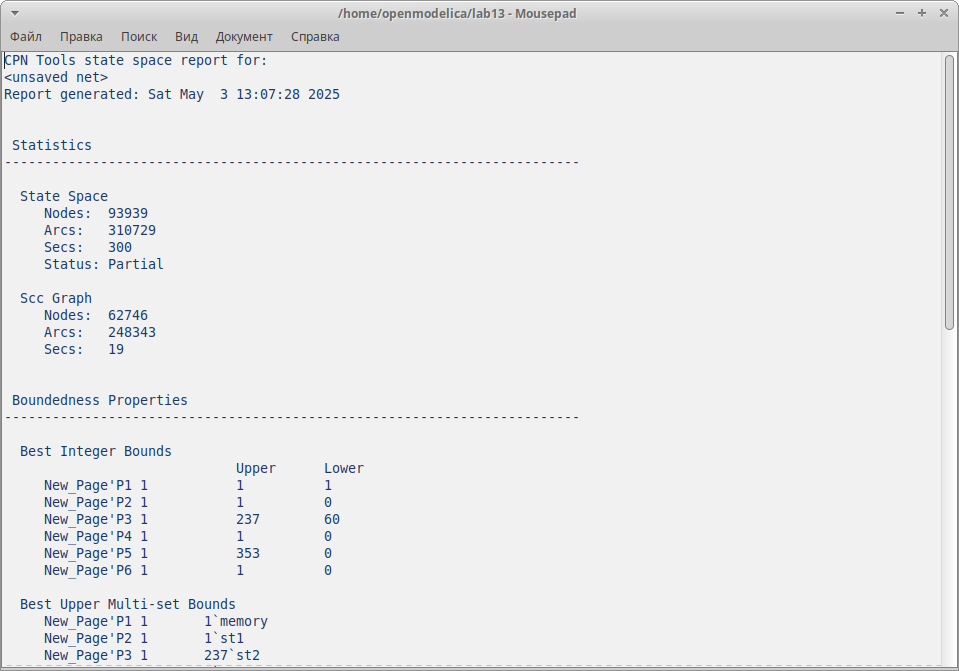 /home/openmodelica/lab13 - Mousepad
Файл Правка Поиск Вид Документ Справка
CPN Tools state space report for:
<unsaved net>
Report generated: Sat May  3 13:07:28 2025
Statistics
------------------------------------------------------------------------
State Space
Nodes:  93939
Arcs:   310729
Secs:   300
Status: Partial
Scc Graph
Nodes:  62746
Arcs:   248343
Secs:   19
Boundedness Properties
------------------------------------------------------------------------
Best Integer Bounds
Upper      Lower
New_Page'P1 1           1          1
New_Page'P2 1           1          0
New_Page'P3 1           237        60
New_Page'P4 1           1          0
New_Page'P5 1           353        0
New_Page'P6 1           1          0
Best Upper Multi-set Bounds
New_Page'P1 1       1`memory
New_Page'P2 1       1`st1
New_Page'P3 1       237`st2